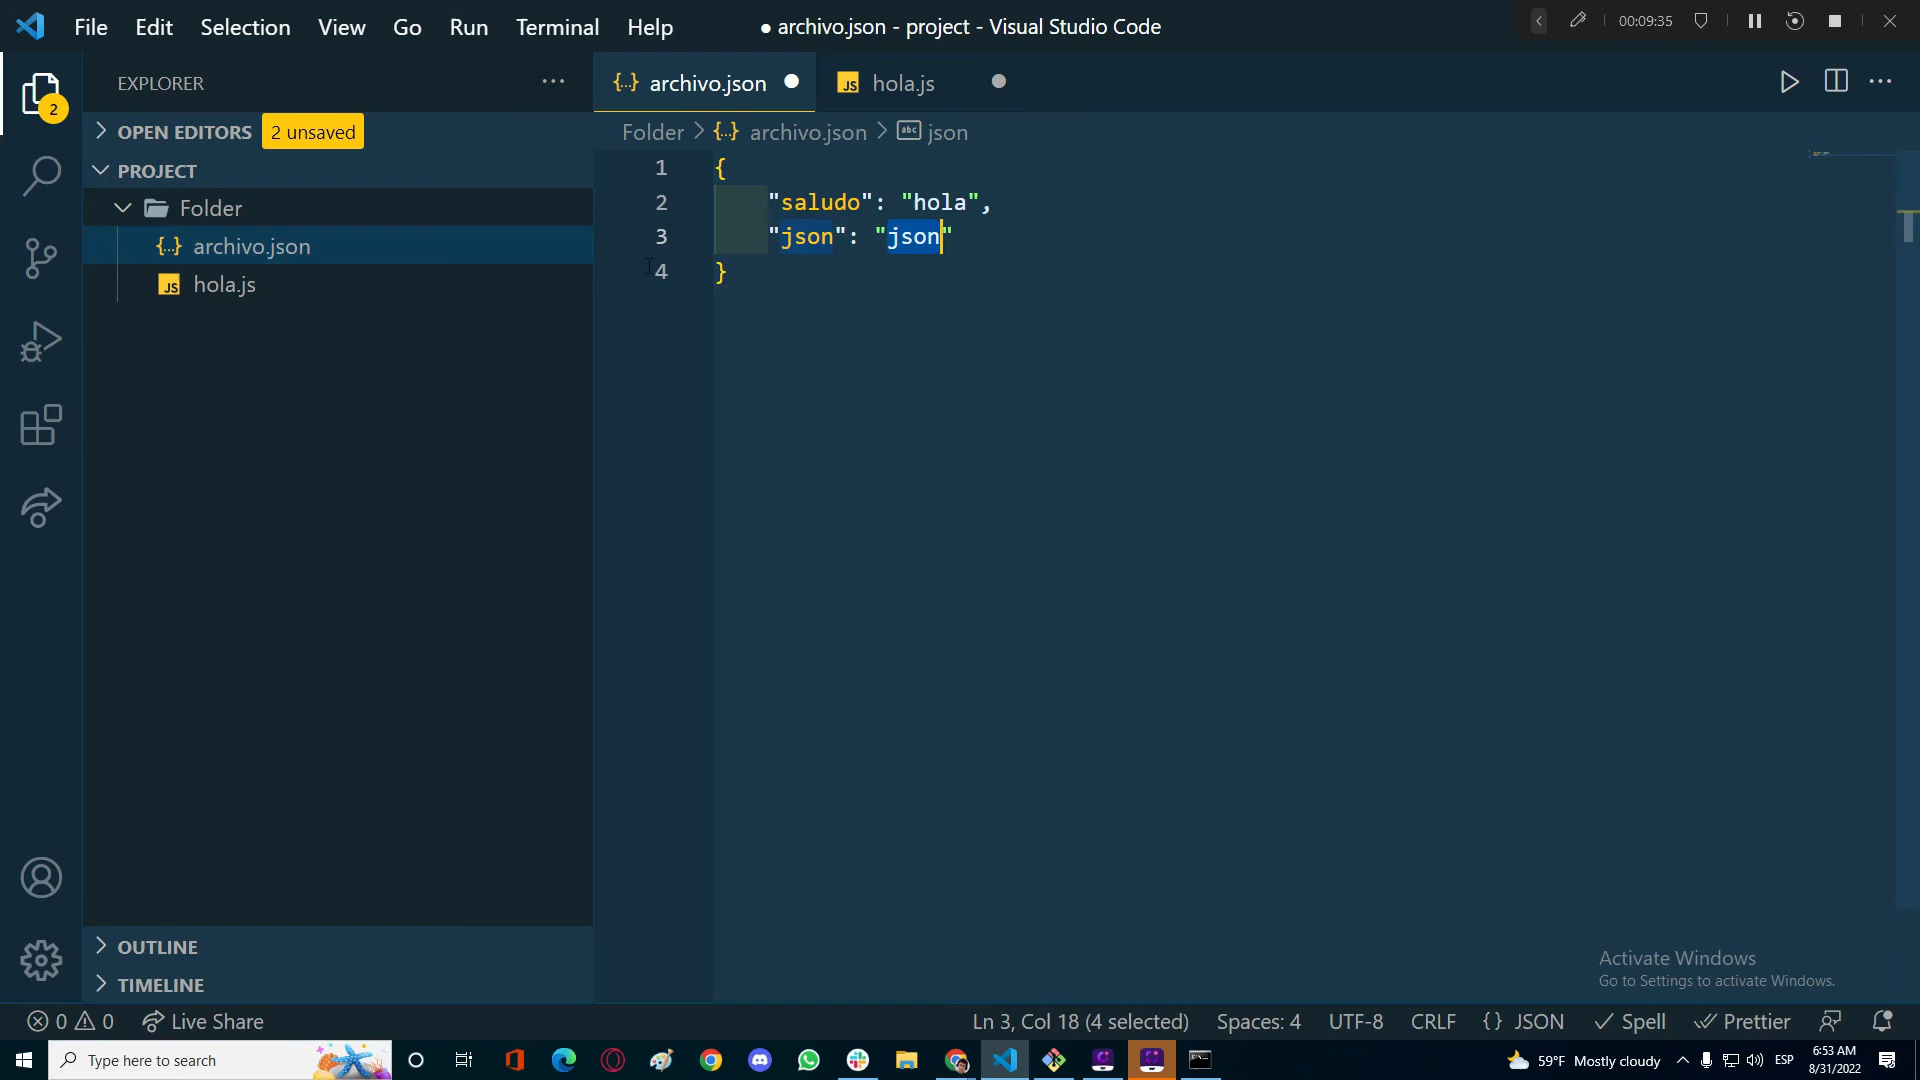 File Edit Selection View Go Run Terminal Help
● archivo.json - project - Visual Studio Code
00:09:35
EXPLORER
2
OPEN EDITORS 2 unsaved
PROJECT
Folder
{..} archivo.json
JS hola.js
OUTLINE
TIMELINE
{..} archivo.json
JS hola.js
Folder > {..} archivo.json > abc json
1 {
2 "saludo": "hola",
3 "json": "json"
4 }
Activate Windows
Go to Settings to activate Windows.
0 0 Live Share
Ln 3, Col 18 (4 selected) Spaces: 4 UTF-8 CRLF {} JSON Spell Prettier
Type here to search
59°F Mostly cloudy ESP
6:53 AM
8/31/2022